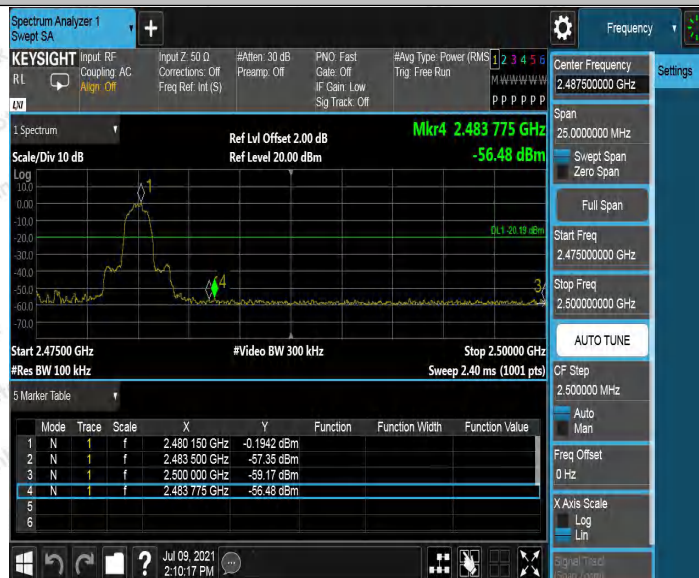 Spectrum Analyzer 1
Swept SA
+
Frequency
KEYSIGHT
RL
LXI
Input: RF
Coupling: AC
Align: Off
Input Z: 50 Ω
Corrections: Off
Freq Ref: Int (S)
#Atten: 30 dB
Preamp: Off
PNO: Fast
Gate: Off
IF Gain: Low
Sig Track: Off
#Avg Type: Power (RMS
Trig: Free Run
1 2 3 4 5 6
M W W W W W
P P P P P P
Center Frequency
2.487500000 GHz
Settings
1 Spectrum
Ref Lvl Offset 2.00 dB
Mkr4 2.483 775 GHz
Scale/Div 10 dB
Ref Level 20.00 dBm
-56.48 dBm
Span
25.0000000 MHz
Swept Span
Zero Span
Log
10.0
0.00
-10.0
-20.0
-30.0
-40.0
-50.0
-60.0
-70.0
1
DL1 -20.19 dBm
4
3
Full Span
Start Freq
2.475000000 GHz
Stop Freq
2.500000000 GHz
AUTO TUNE
Start 2.47500 GHz
#Video BW 300 kHz
Stop 2.50000 GHz
#Res BW 100 kHz
Sweep 2.40 ms (1001 pts)
CF Step
2.500000 MHz
Auto
Man
5 Marker Table
Mode Trace Scale X Y Function Function Width Function Value
1 N 1 f 2.480 150 GHz -0.1942 dBm
2 N 1 f 2.483 500 GHz -57.35 dBm
3 N 1 f 2.500 000 GHz -59.17 dBm
4 N 1 f 2.483 775 GHz -56.48 dBm
5
6
Freq Offset
0 Hz
X Axis Scale
Log
Lin
?
Jul 09, 2021
2:10:17 PM